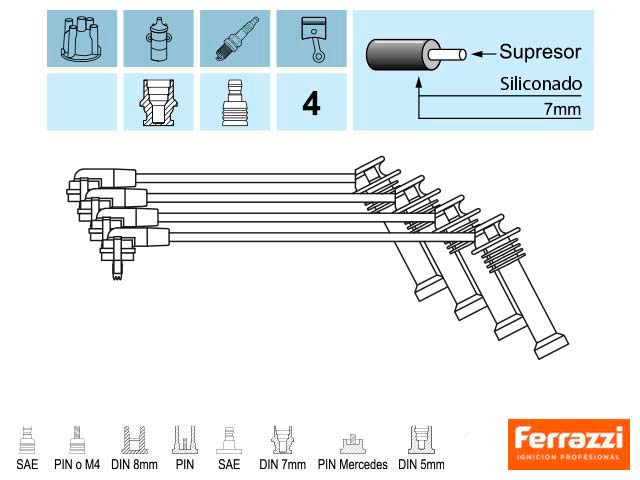 Supresor
Siliconado
7mm
4
SAE PIN o M4 DIN 8mm PIN SAE DIN 7mm PIN Mercedes DIN 5mm
Ferrazzi
IGNICION PROFESIONAL